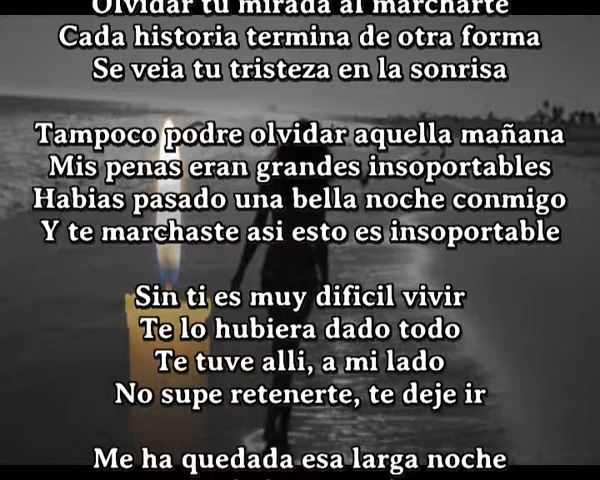 Olvidar tu mirada al marcharte
Cada historia termina de otra forma
Se veia tu tristeza en la sonrisa
Tampoco podre olvidar aquella mañana
Mis penas eran grandes insoportables
Habias pasado una bella noche conmigo
Y te marchaste asi esto es insoportable
Sin ti es muy dificil vivir
Te lo hubiera dado todo
Te tuve alli, a mi lado
No supe retenerte, te deje ir
Me ha quedada esa larga noche